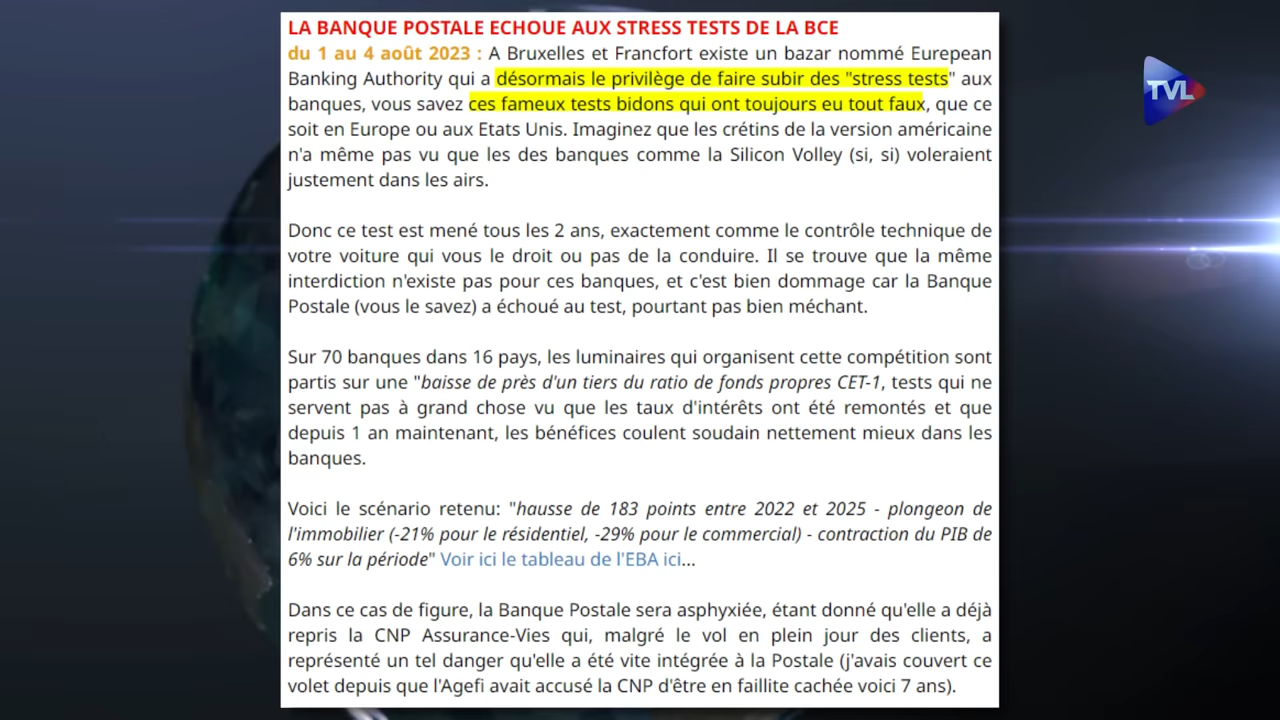 LA BANQUE POSTALE ECHOUE AUX STRESS TESTS DE LA BCE
du 1 au 4 août 2023 : A Bruxelles et Francfort existe un bazar nommé Eurepean
Banking Authority qui a désormais le privilège de faire subir des "stress tests" aux
banques, vous savez ces fameux tests bidons qui ont toujours eu tout faux, que ce
soit en Europe ou aux Etats Unis. Imaginez que les crétins de la version américaine
n'a même pas vu que les des banques comme la Silicon Volley (si, si) voleraient
justement dans les airs.
Donc ce test est mené tous les 2 ans, exactement comme le contrôle technique de
votre voiture qui vous le droit ou pas de la conduire. Il se trouve que la même
interdiction n'existe pas pour ces banques, et c'est bien dommage car la Banque
Postale (vous le savez) a échoué au test, pourtant pas bien méchant.
Sur 70 banques dans 16 pays, les luminaires qui organisent cette compétition sont
partis sur une "baisse de près d'un tiers du ratio de fonds propres CET-1, tests qui ne
servent pas à grand chose vu que les taux d'intérêts ont été remontés et que
depuis 1 an maintenant, les bénéfices coulent soudain nettement mieux dans les
banques.
Voici le scénario retenu: "hausse de 183 points entre 2022 et 2025 - plongeon de
l'immobilier (-21% pour le résidentiel, -29% pour le commercial) - contraction du PIB de
6% sur la période" Voir ici le tableau de l'EBA ici...
Dans ce cas de figure, la Banque Postale sera asphyxiée, étant donné qu'elle a déjà
repris la CNP Assurance-Vies qui, malgré le vol en plein jour des clients, a
représenté un tel danger qu'elle a été vite intégrée à la Postale (j'avais couvert ce
volet depuis que l'Agefi avait accusé la CNP d'être en faillite cachée voici 7 ans).
TVL